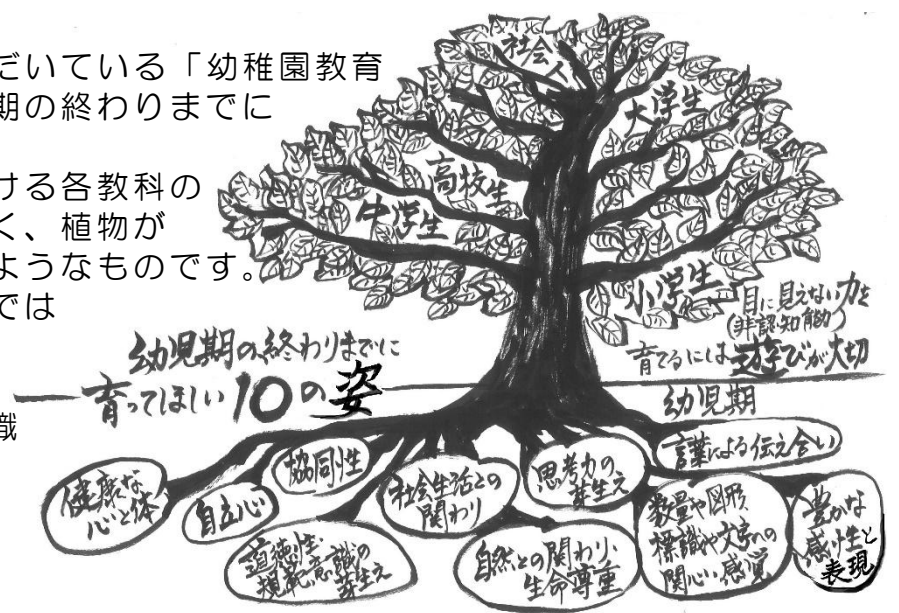 だいている「幼稚園教育
期の終わりまでに
ける各教科の
く、植物が
ようなものです。
では
識
社会人
大学生
高校生
中学生
小学生
目に見えない力を
(非認知能力)
育てるには遊びが大切
幼児期の終わりまでに
育ってほしい10の姿
幼児期
健康な
心と体
自立心
協同性
道徳性・
規範意識の
芽生え
社会生活との
関わり
思考力の
芽生え
自然との関わり・
生命尊重
言葉による伝え合い
数量や図形、
標識や文字への
関心・感覚
豊かな
感性と
表現